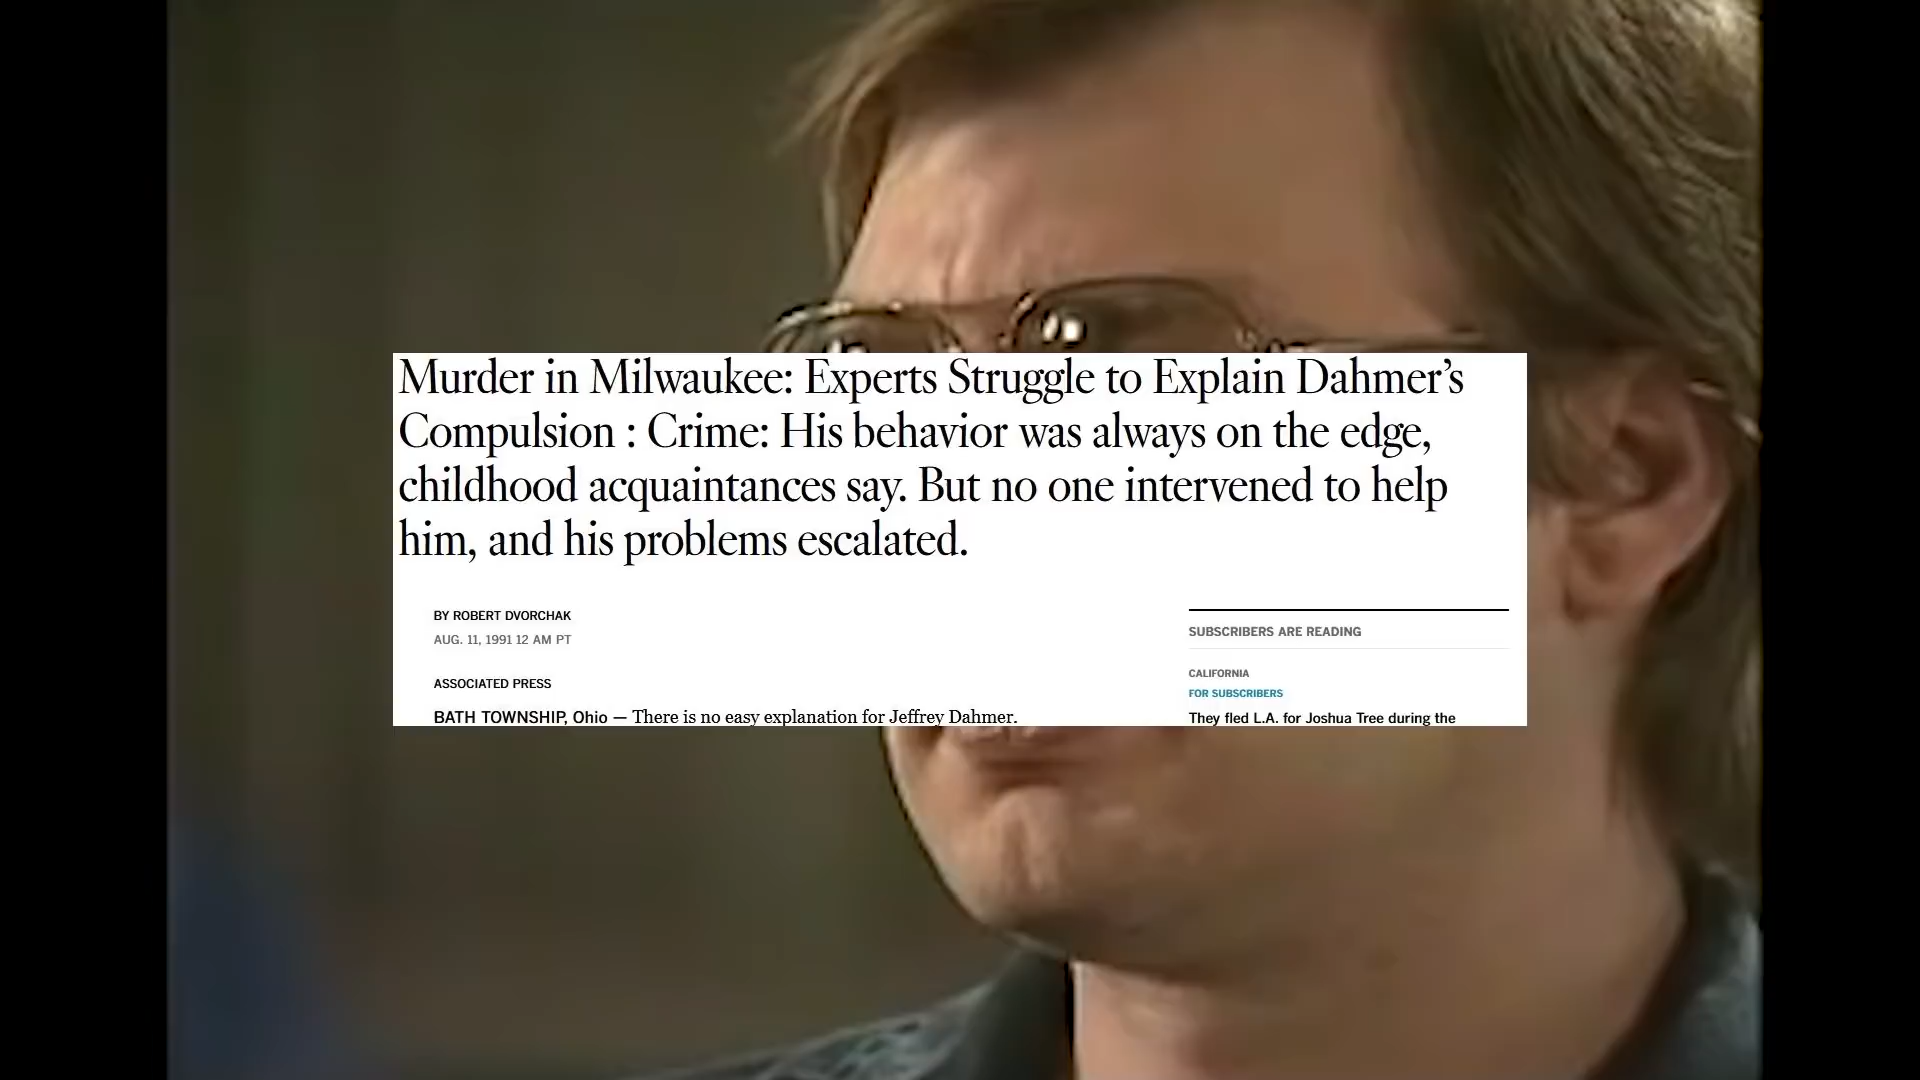 Murder in Milwaukee: Experts Struggle to Explain Dahmer’s
Compulsion : Crime: His behavior was always on the edge,
childhood acquaintances say. But no one intervened to help
him, and his problems escalated.
BY ROBERT DVORCHAK
AUG. 11, 1991 12 AM PT
ASSOCIATED PRESS
BATH TOWNSHIP, Ohio — There is no easy explanation for Jeffrey Dahmer.
SUBSCRIBERS ARE READING
CALIFORNIA
FOR SUBSCRIBERS
They fled L.A. for Joshua Tree during the